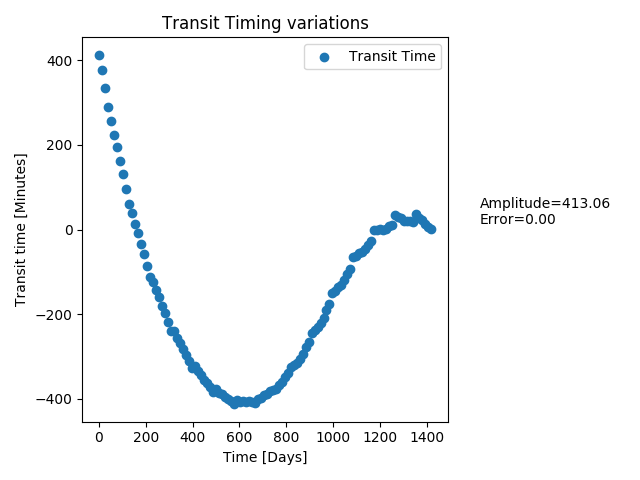 Transit Timing variations
Transit Time
Transit time [Minutes]
400
200
0
−200
−400
0 200 400 600 800 1000 1200 1400
Time [Days]
Amplitude=413.06
Error=0.00